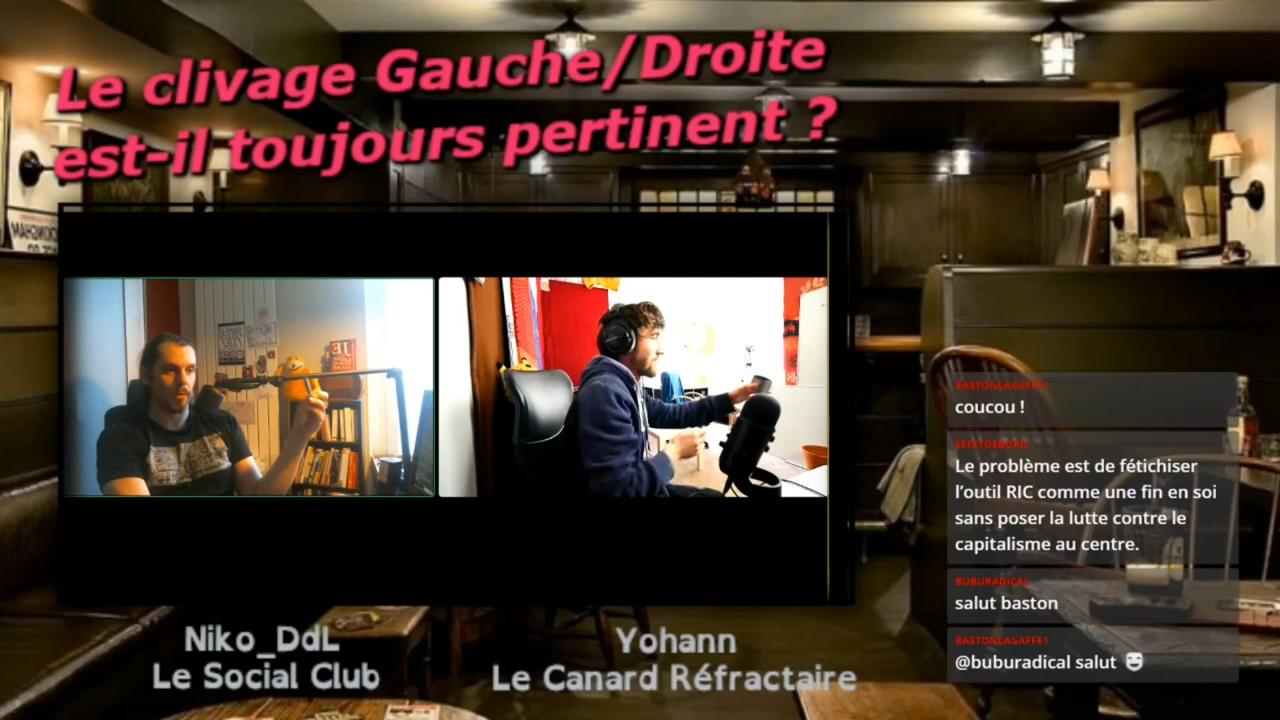 Le clivage Gauche/Droite
est-il toujours pertinent ?
JE
Niko_DdL
Le Social Club
Yohann
Le Canard Réfractaire
BASTONLAGAFFE1
coucou !
EFFETDEBORD
Le problème est de fétichiser
l'outil RIC comme une fin en soi
sans poser la lutte contre le
capitalisme au centre.
BUBURADICAL
salut baston
BASTONLAGAFFE1
@buburadical salut